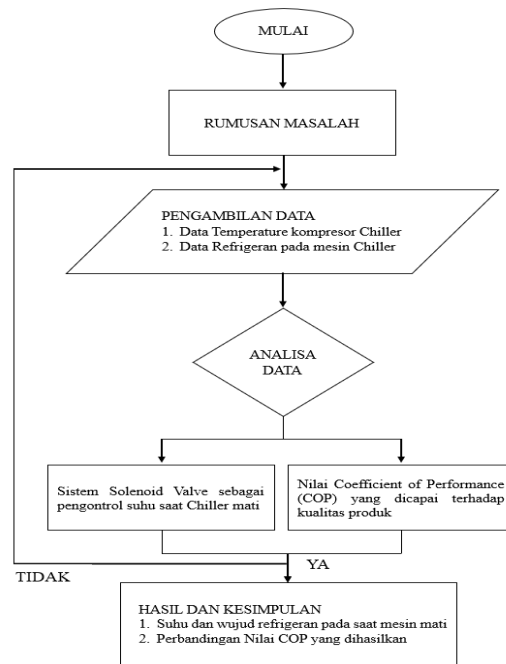 MULAI
RUMUSAN MASALAH
PENGAMBILAN DATA
1. Data Temperature kompresor Chiller
2. Data Refrigeran pada mesin Chiller
ANALISA
DATA
Sistem Solenoid Valve sebagai
pengontrol suhu saat Chiller mati
Nilai Coefficient of Performance
(COP) yang dicapai terhadap
kualitas produk
YA
TIDAK
HASIL DAN KESIMPULAN
1. Suhu dan wujud refrigeran pada saat mesin mati
2. Perbandingan Nilai COP yang dihasilkan